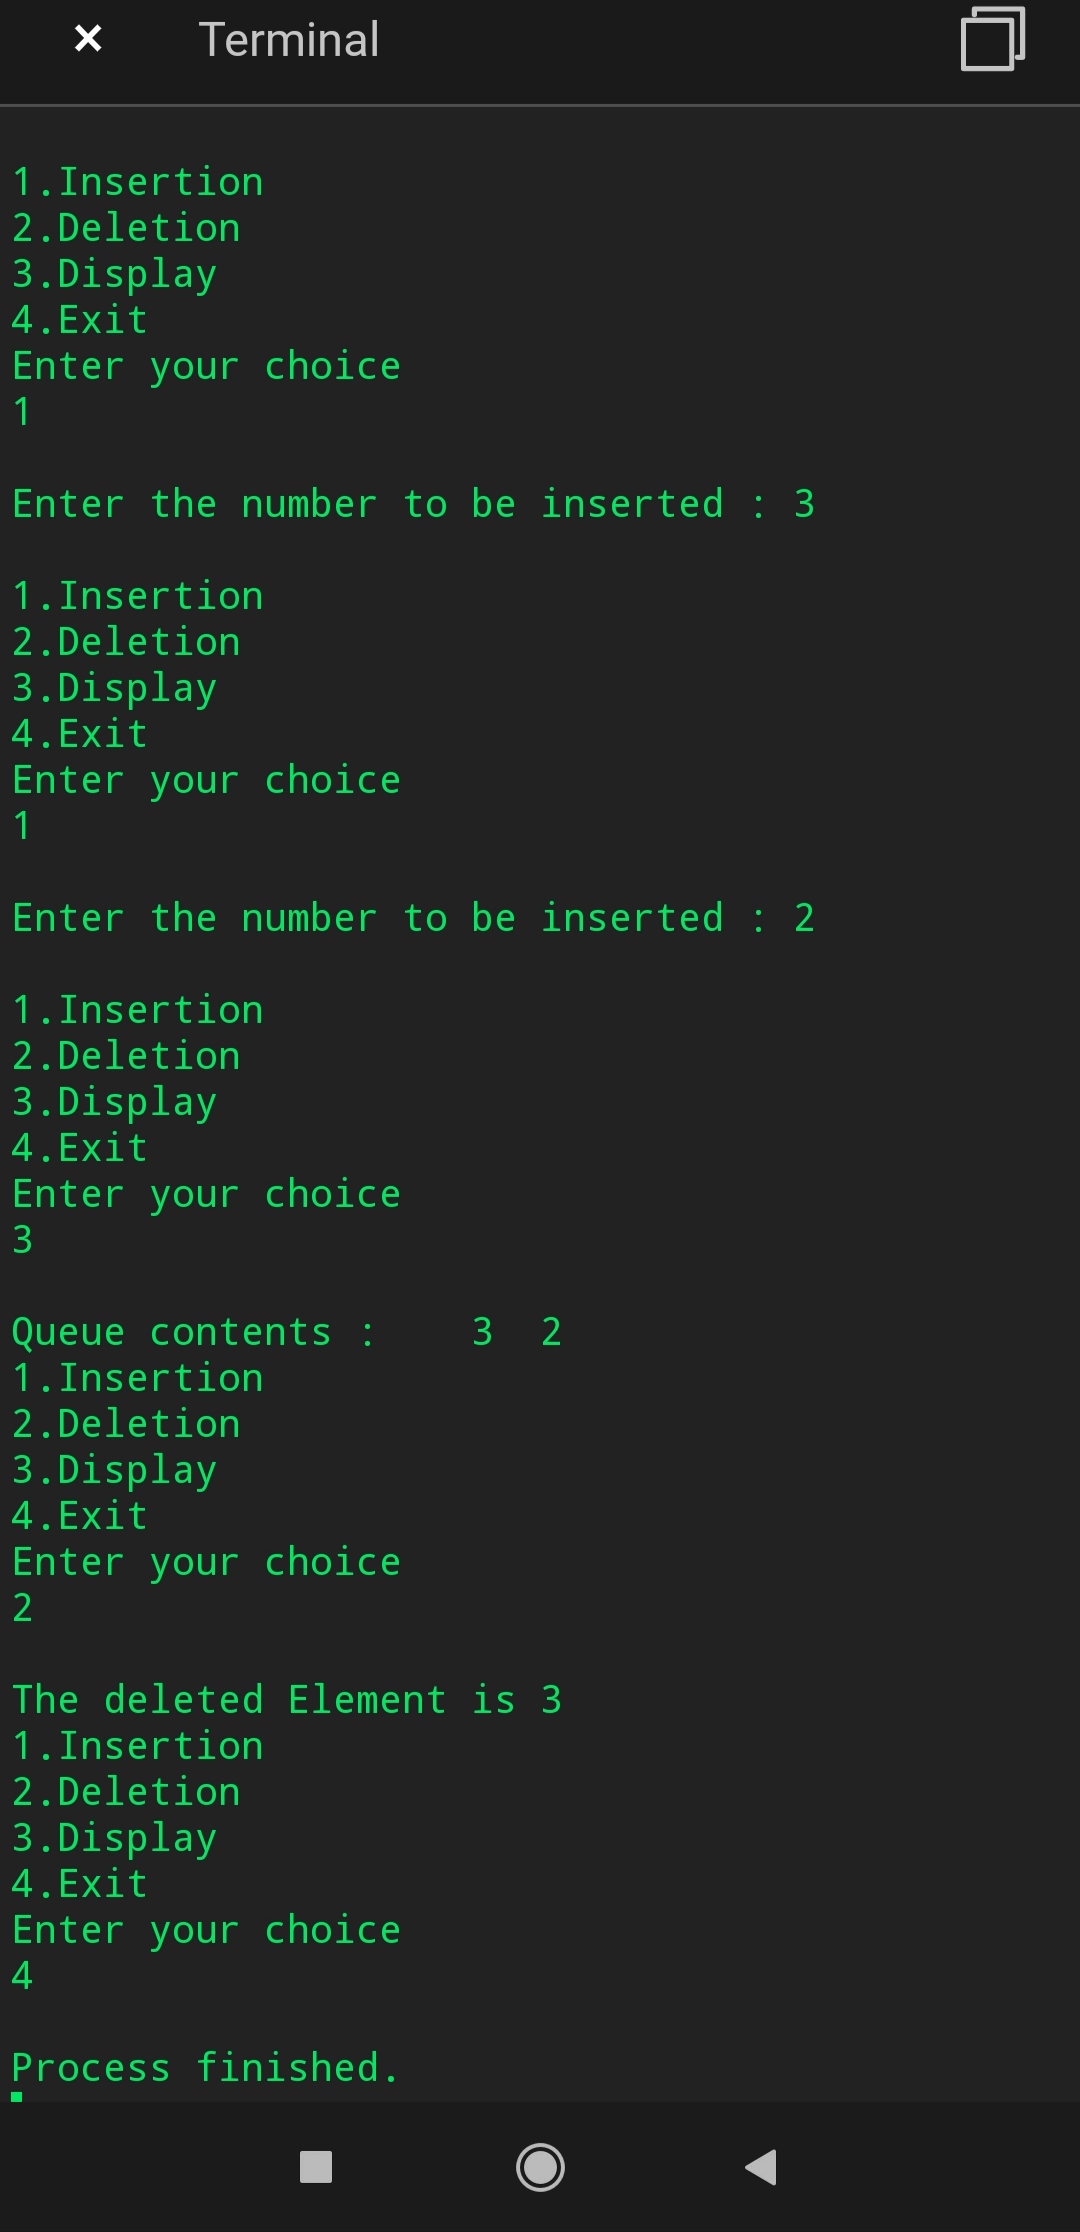 Terminal
1.Insertion
2.Deletion
3.Display
4.Exit
Enter your choice
1
Enter the number to be inserted : 3
1.Insertion
2.Deletion
3.Display
4.Exit
Enter your choice
1
Enter the number to be inserted : 2
1.Insertion
2.Deletion
3.Display
4.Exit
Enter your choice
3
Queue contents :    3  2
1.Insertion
2.Deletion
3.Display
4.Exit
Enter your choice
2
The deleted Element is 3
1.Insertion
2.Deletion
3.Display
4.Exit
Enter your choice
4
Process finished.